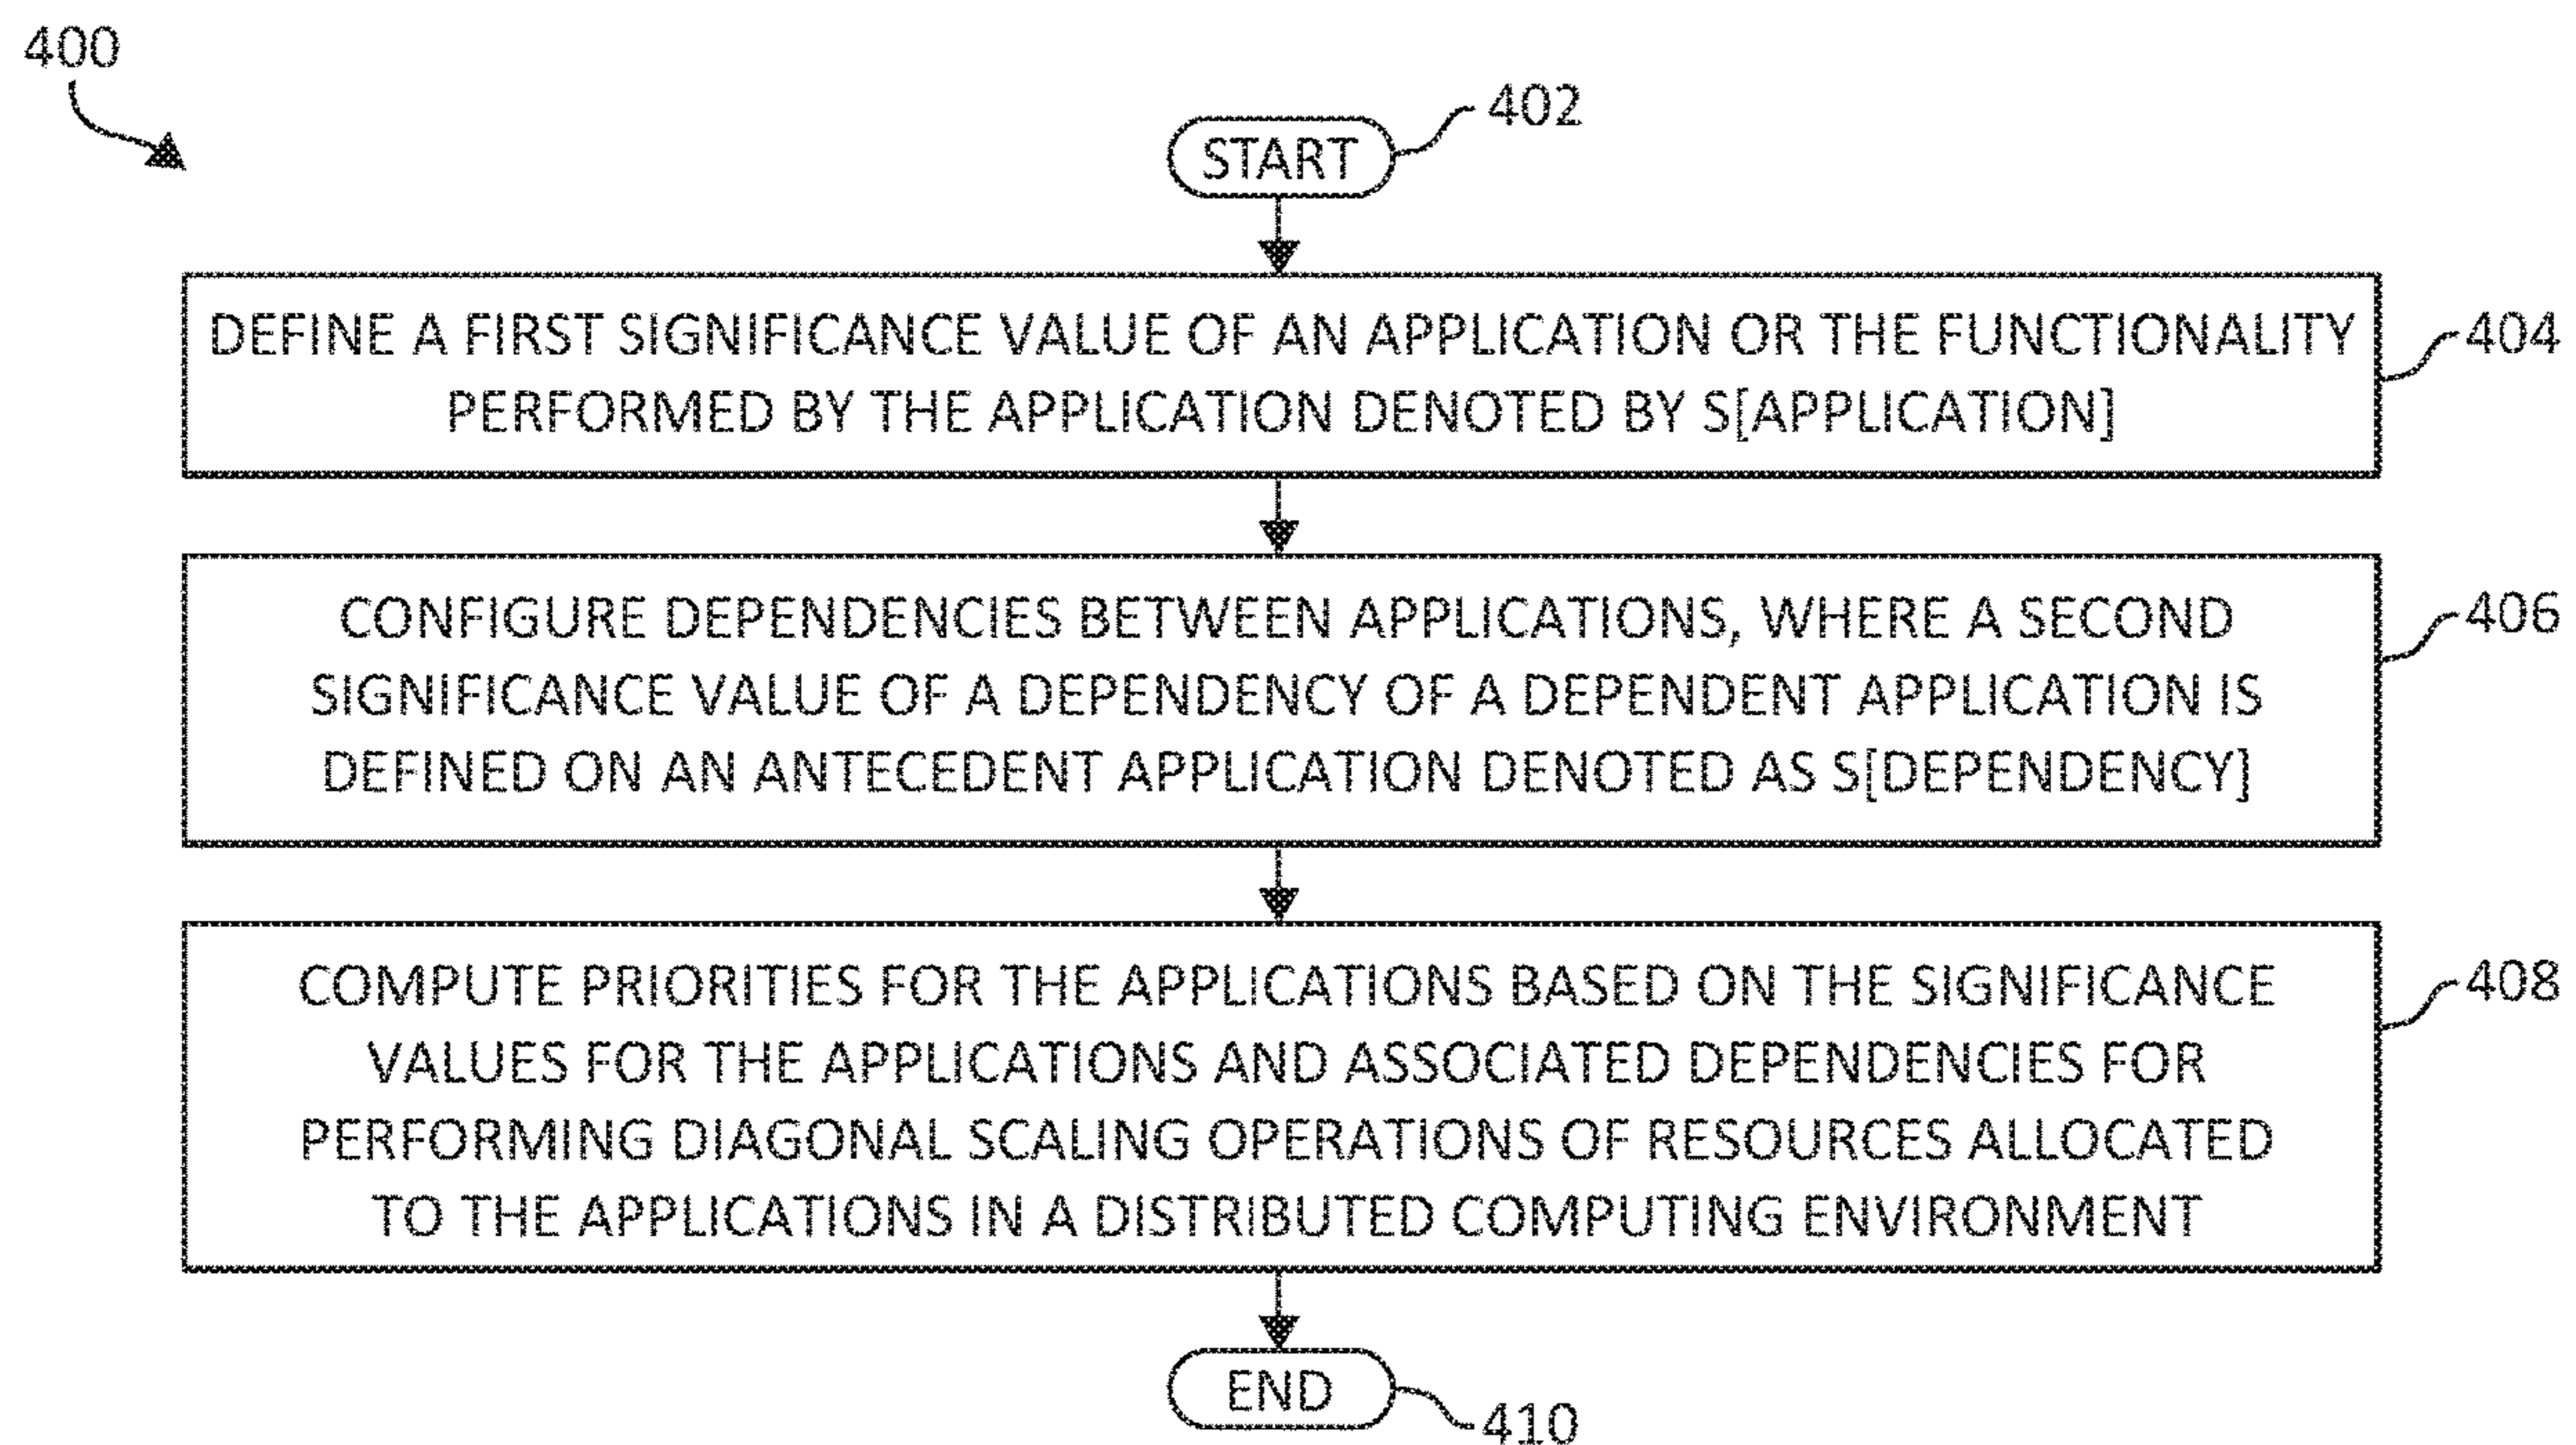 400
402
START
DEFINE A FIRST SIGNIFICANCE VALUE OF AN APPLICATION OR THE FUNCTIONALITY
PERFORMED BY THE APPLICATION DENOTED BY S[APPLICATION]
404
CONFIGURE DEPENDENCIES BETWEEN APPLICATIONS, WHERE A SECOND
SIGNIFICANCE VALUE OF A DEPENDENCY OF A DEPENDENT APPLICATION IS
DEFINED ON AN ANTECEDENT APPLICATION DENOTED AS S[DEPENDENCY]
406
COMPUTE PRIORITIES FOR THE APPLICATIONS BASED ON THE SIGNIFICANCE
VALUES FOR THE APPLICATIONS AND ASSOCIATED DEPENDENCIES FOR
PERFORMING DIAGONAL SCALING OPERATIONS OF RESOURCES ALLOCATED
TO THE APPLICATIONS IN A DISTRIBUTED COMPUTING ENVIRONMENT
408
END
410